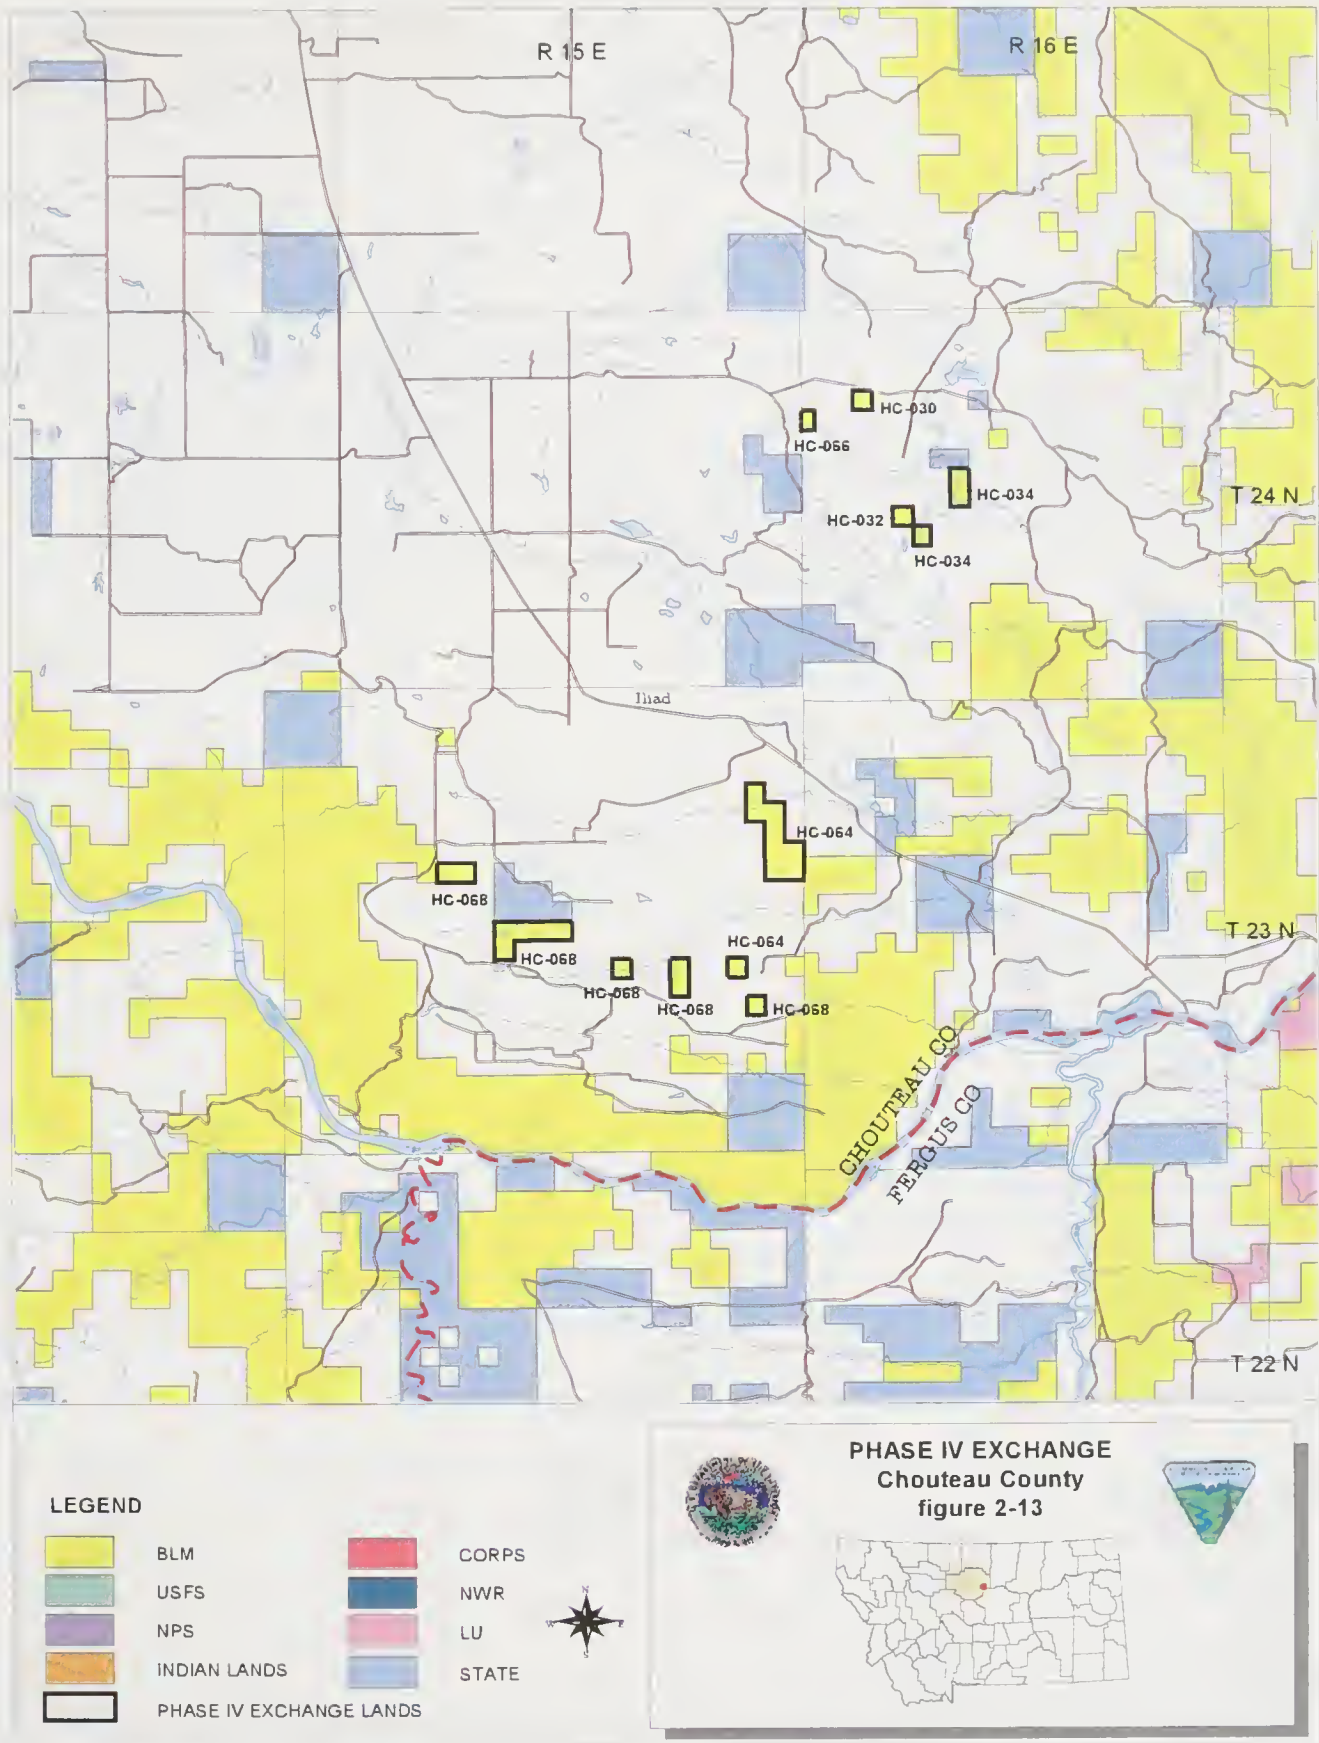 R 15 E
R 16 E
HC-030
HC-066
HC-034
T 24 N
HC-032
HC-034
Iliad
HC-064
HC-068
T 23 N
HC-064
HC-068
HC-068
HC-068
HC-068
CHOUTEAU CO
FERGUS CO
T 22 N
LEGEND
BLM
USFS
NPS
INDIAN LANDS
PHASE IV EXCHANGE LANDS
CORPS
NWR
LU
STATE
N
W
E
S
PHASE IV EXCHANGE
Chouteau County
figure 2-13